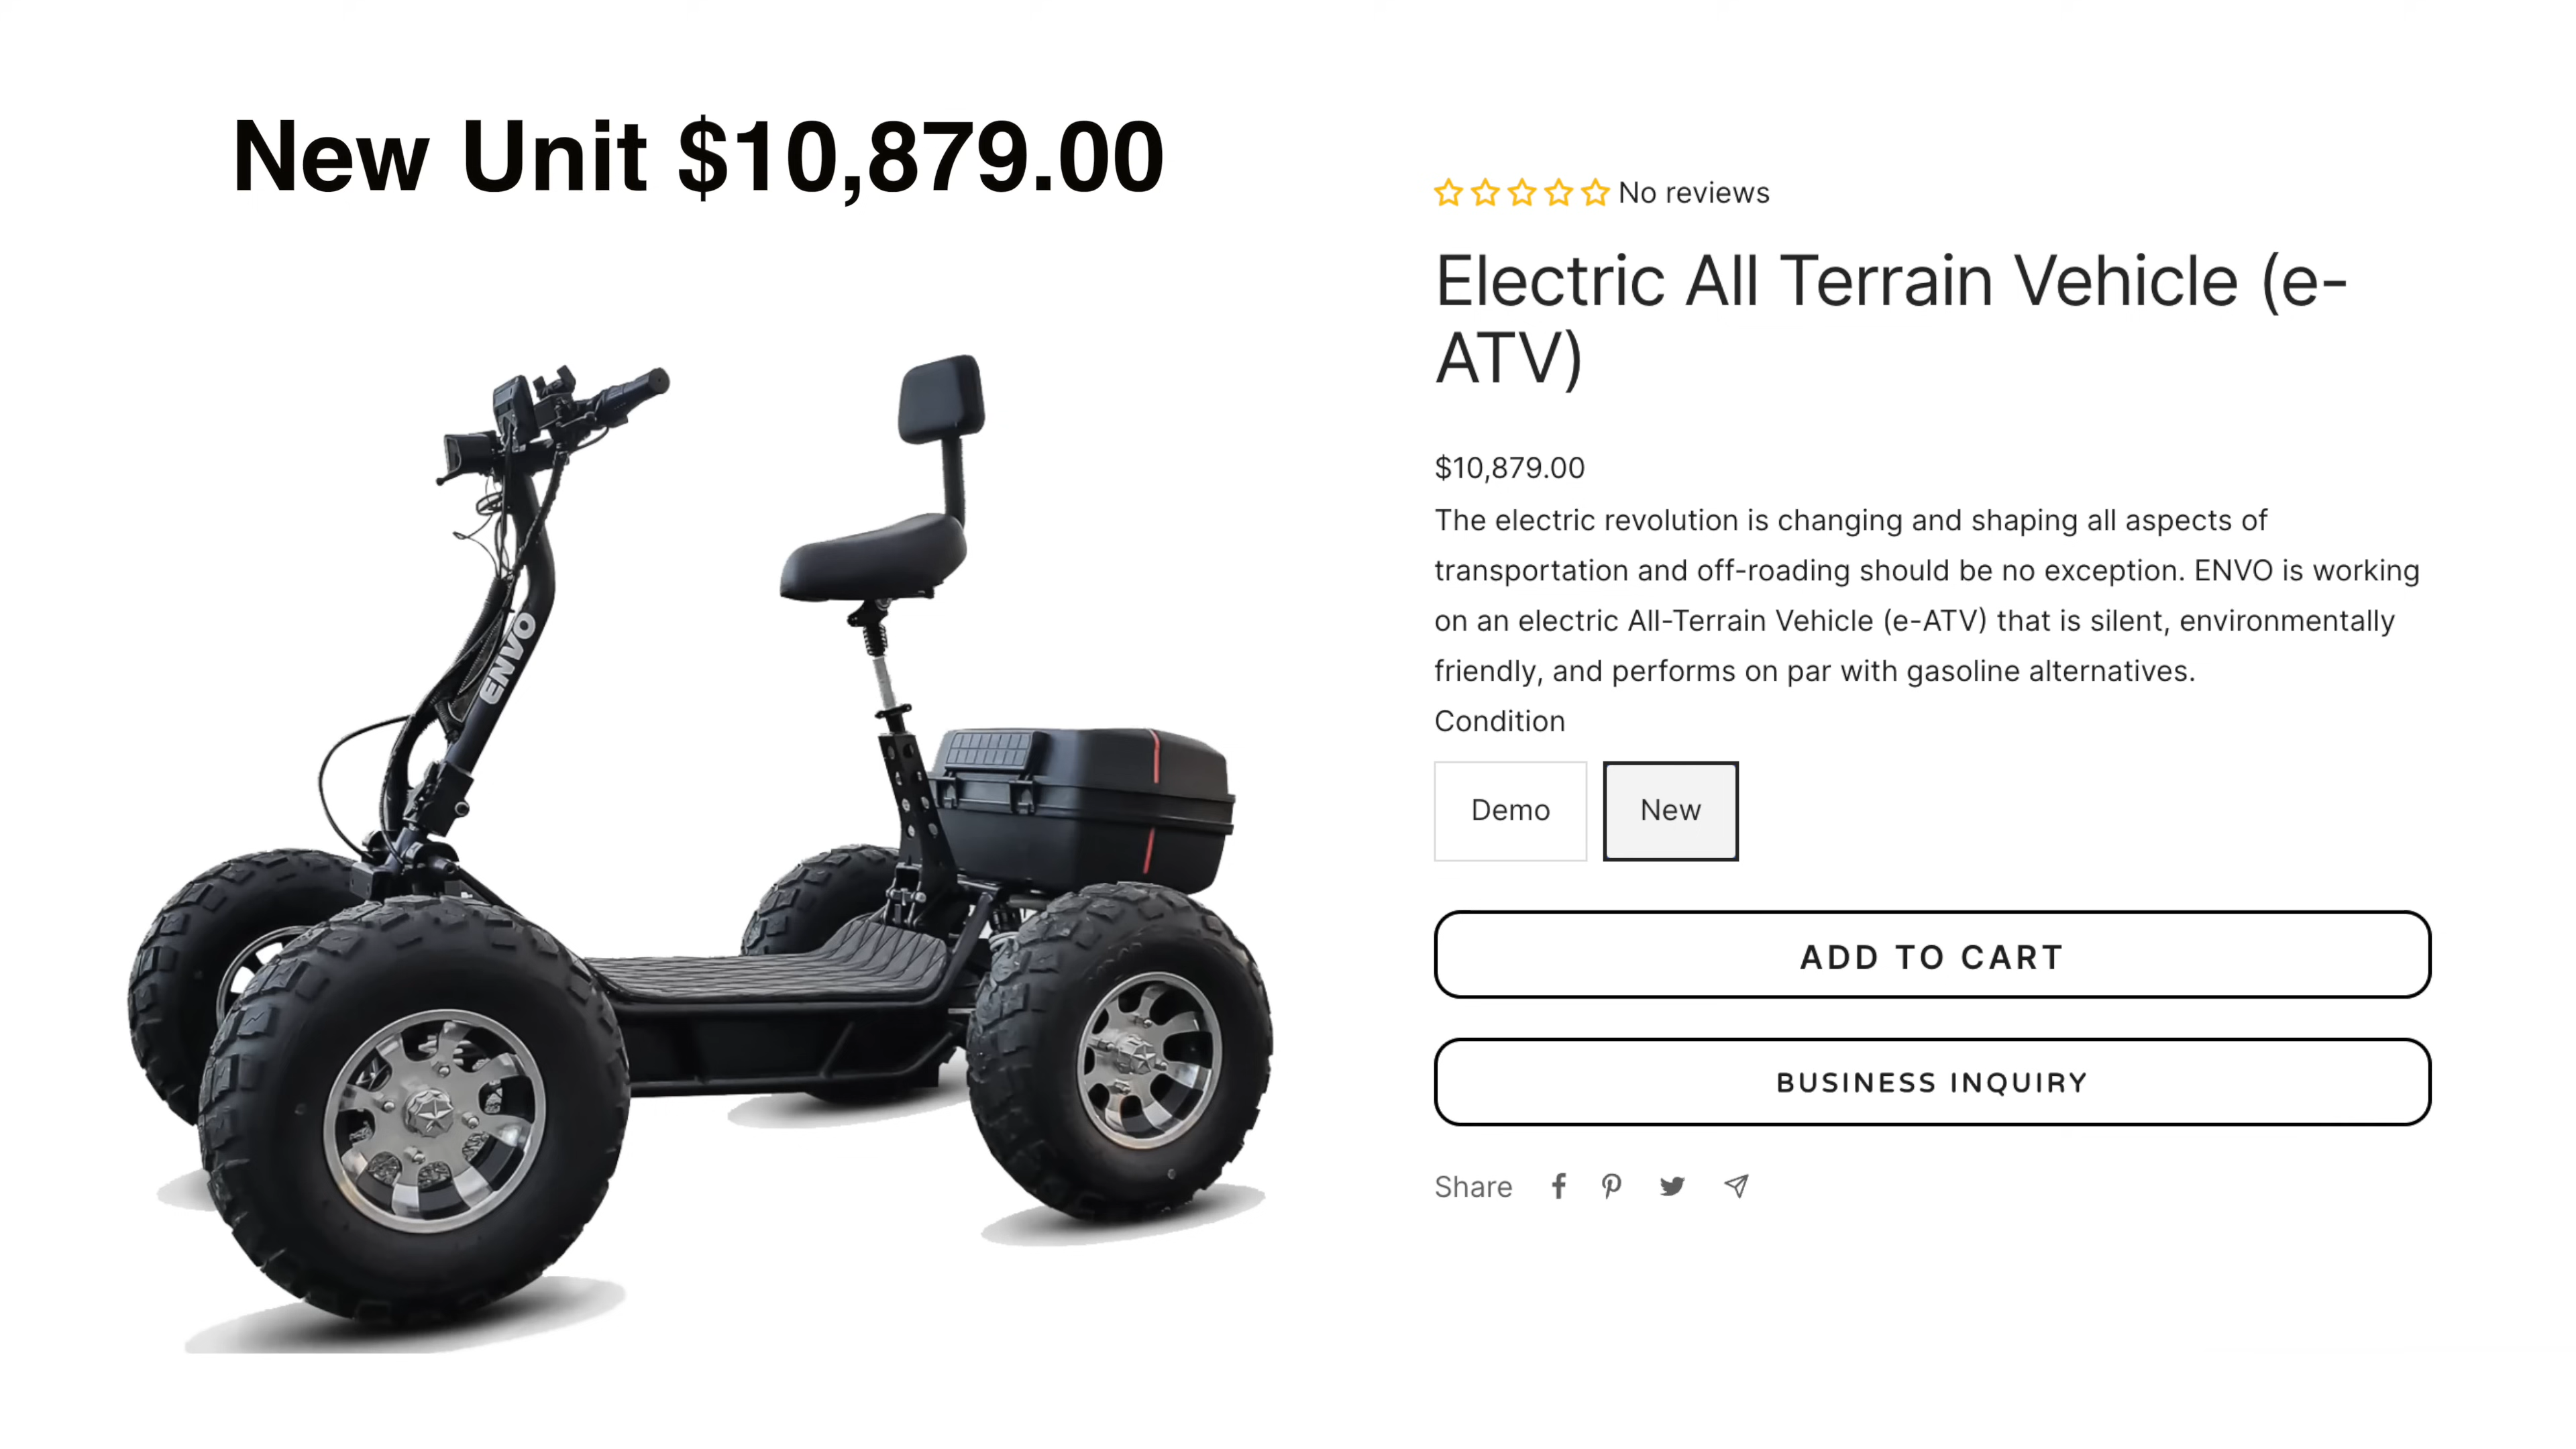 New Unit $10,879.00
ENVO
No reviews
Electric All Terrain Vehicle (e-
ATV)
$10,879.00
The electric revolution is changing and shaping all aspects of
transportation and off-roading should be no exception. ENVO is working
on an electric All-Terrain Vehicle (e-ATV) that is silent, environmentally
friendly, and performs on par with gasoline alternatives.
Condition
Demo New
ADD TO CART
BUSINESS INQUIRY
Share